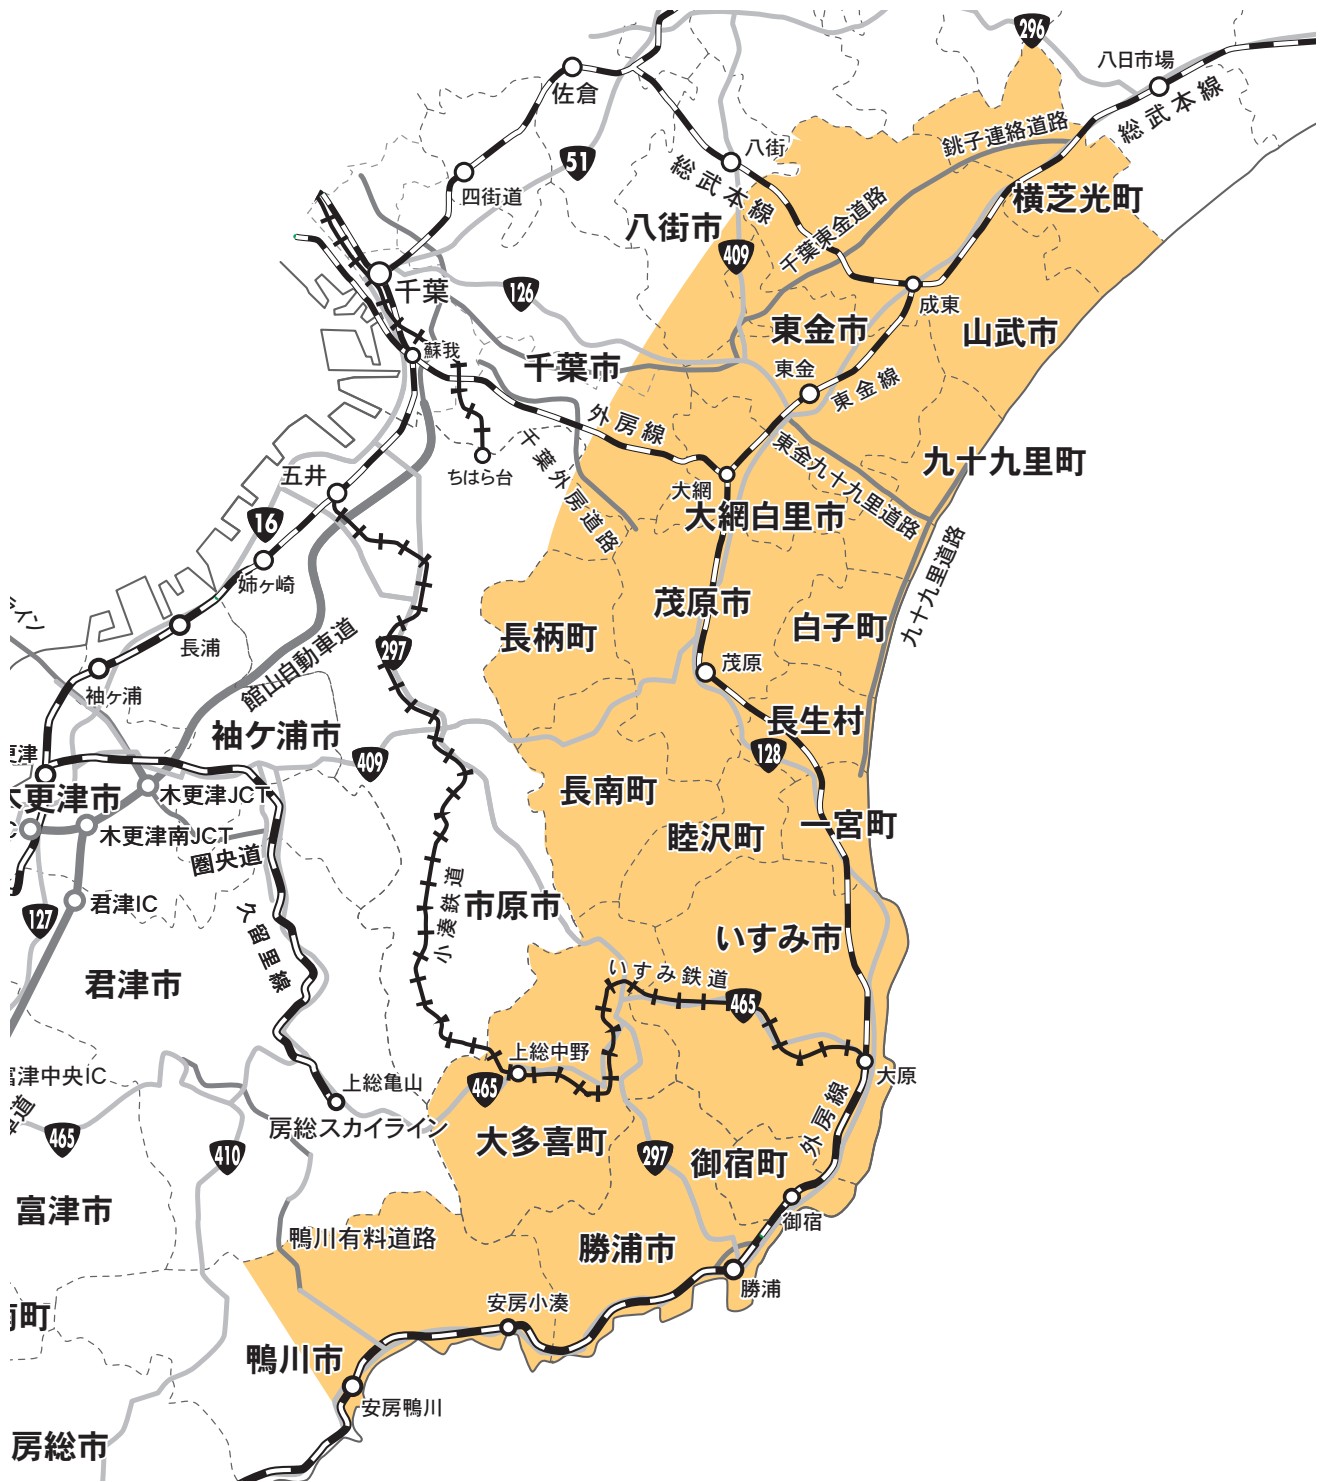 296
八日市場
総武本線
佐倉
銚子連絡道路
八街
51
総武本線
四街道
横芝光町
千葉東金道路
八街市
409
千葉
126
成東
東金市
山武市
蘇我
千葉市
東金
東金線
外房線
千葉外房道路
東金九十九里道路
九十九里町
五井
ちはら台
大網
大網白里市
16
九十九里道路
姉ヶ崎
茂原市
長柄町
白子町
イン
長浦
297
館山自動車道
茂原
袖ヶ浦
袖ケ浦市
長生村
更津
409
128
木更津市
木更津JCT
長南町
木更津南JCT
睦沢町
一宮町
圏央道
小湊鉄道
君津IC
127
市原市
久留里線
いすみ市
君津市
いすみ鉄道
465
上総中野
富津中央IC
上総亀山
465
大原
道
465
房総スカイライン
外房線
410
大多喜町
297
御宿町
富津市
御宿
鴨川有料道路
勝浦市
勝浦
安房小湊
南町
鴨川市
安房鴨川
房総市